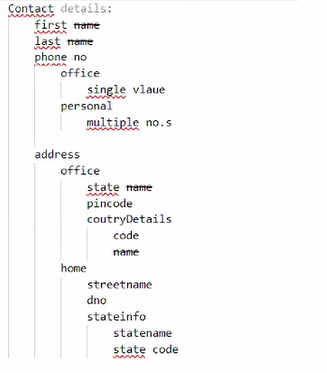 Contact details:
first name
last name
phone no
office
single vlaue
personal
multiple no.s
address
office
state name
pincode
coutryDetails
code
name
home
streetname
dno
stateinfo
statename
state code